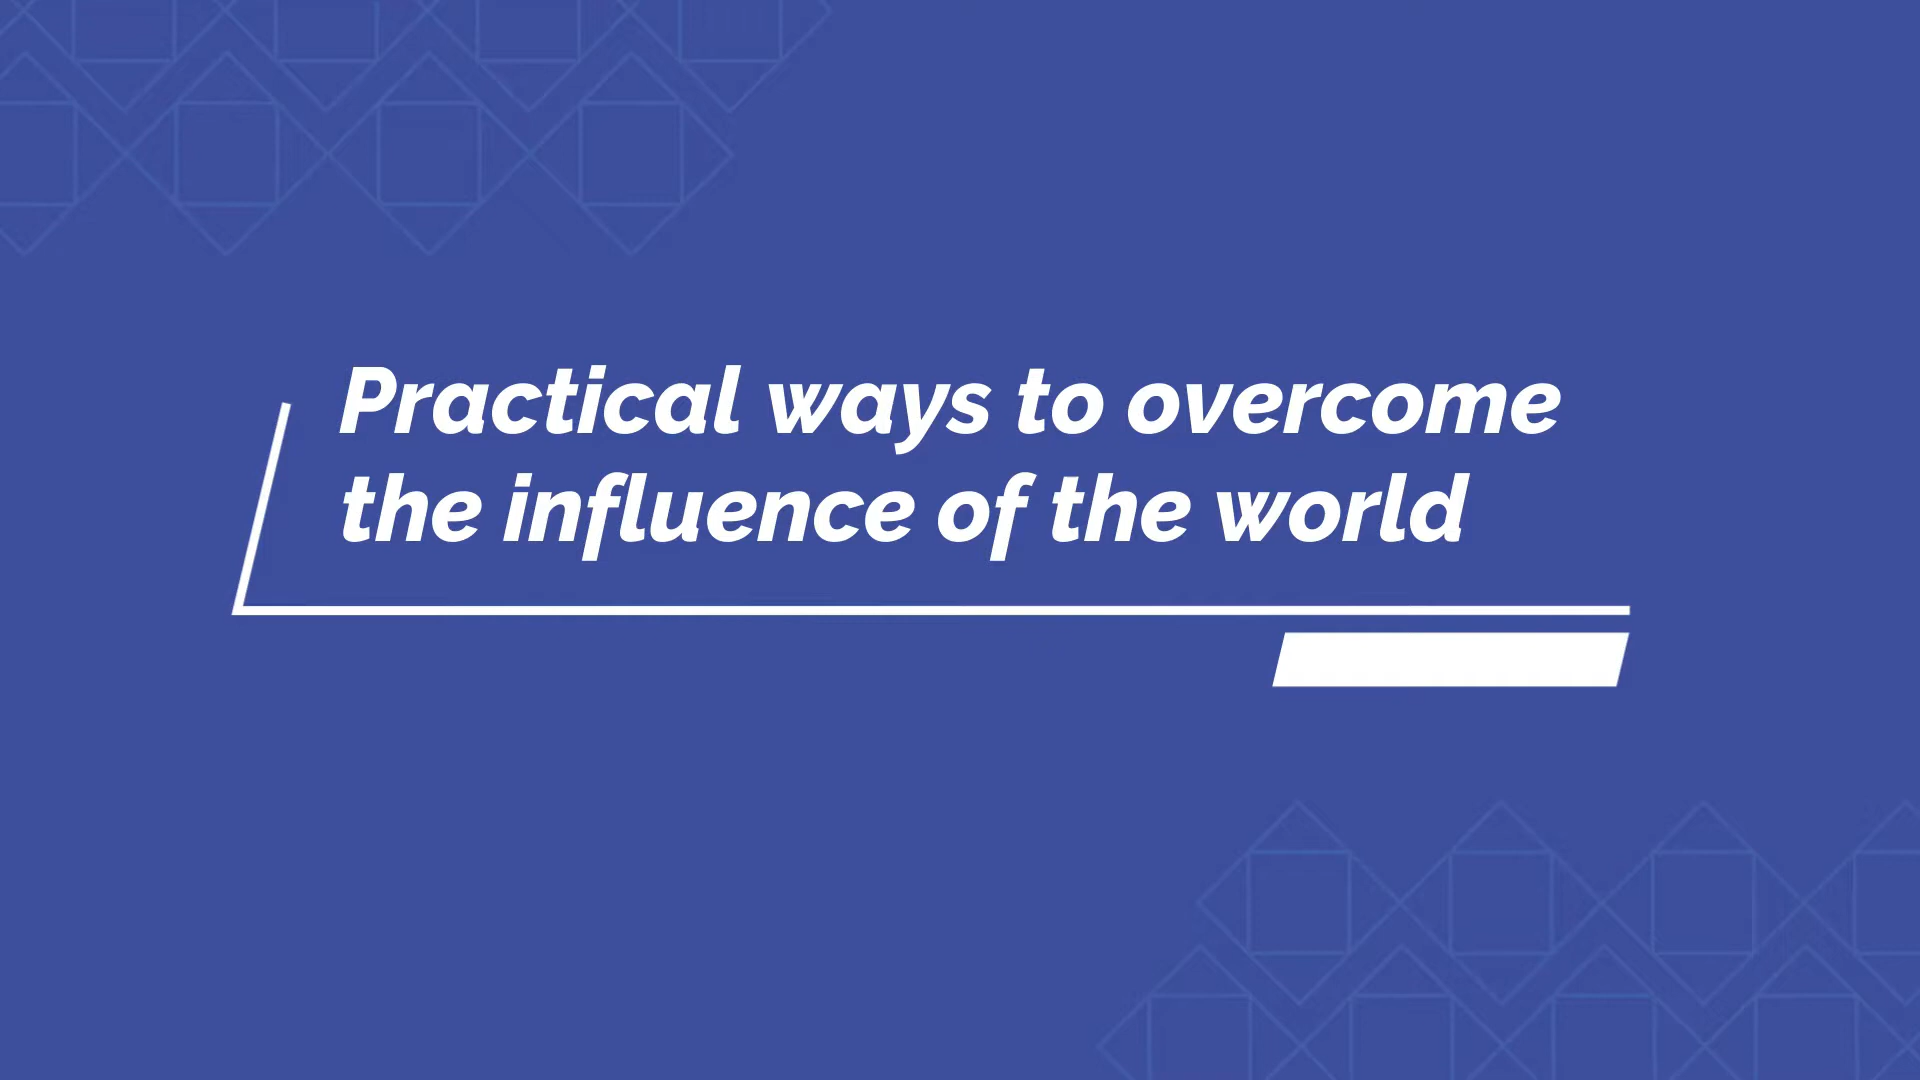 Practical ways to overcome
the influence of the world